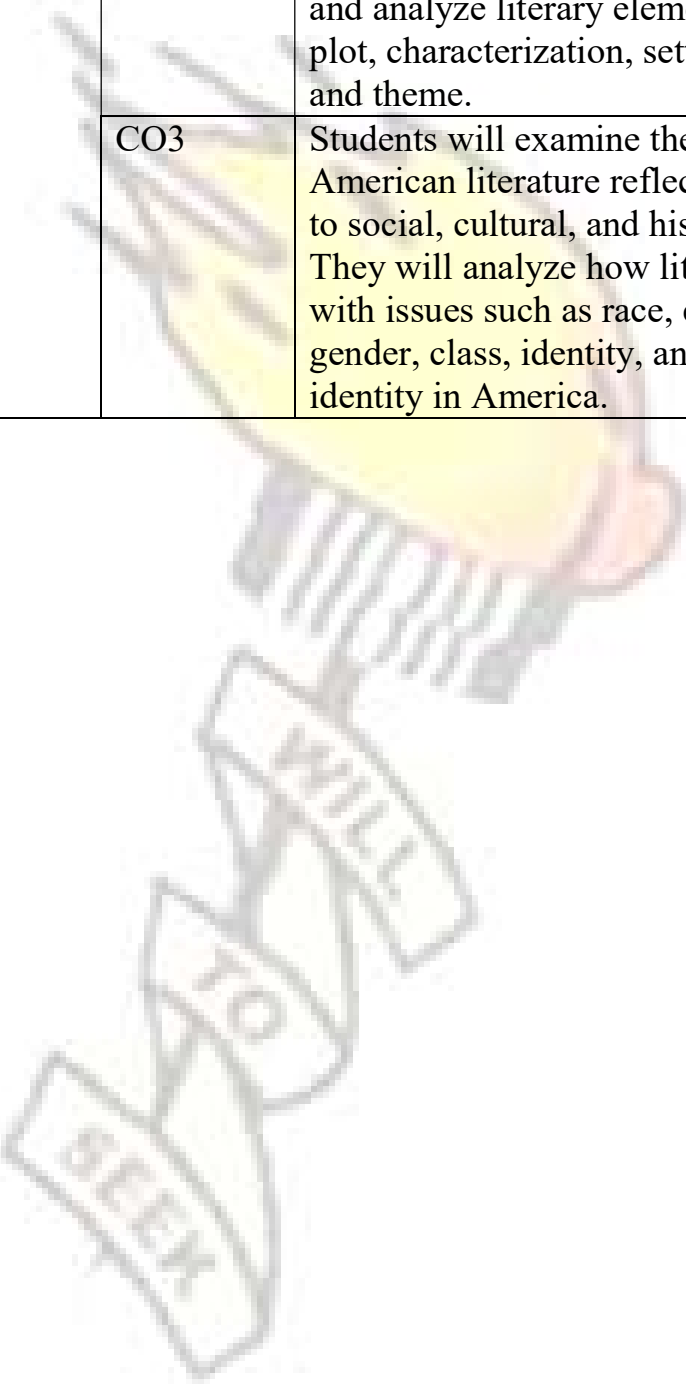 and analyze literary elem
plot, characterization, set
and theme.
CO3
Students will examine the
American literature reflec
to social, cultural, and his
They will analyze how lit
with issues such as race,
gender, class, identity, an
identity in America.
WILL
TO
SEEK